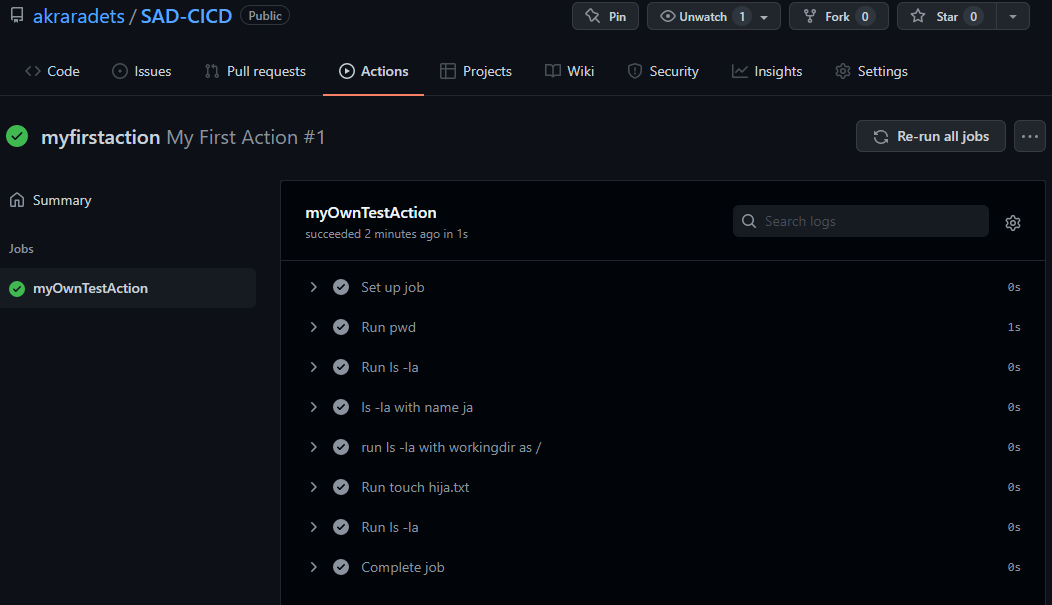 akraradets / SAD-CICD Public Pin Unwatch 1 Fork 0 Star 0
Code Issues Pull requests Actions Projects Wiki Security Insights Settings
myfirstaction My First Action #1 Re-run all jobs
Summary
Jobs
myOwnTestAction
myOwnTestAction
succeeded 2 minutes ago in 1s
Search logs
Set up job 0s
Run pwd 1s
Run ls -la 0s
ls -la with name ja 0s
run ls -la with workingdir as / 0s
Run touch hija.txt 0s
Run ls -la 0s
Complete job 0s